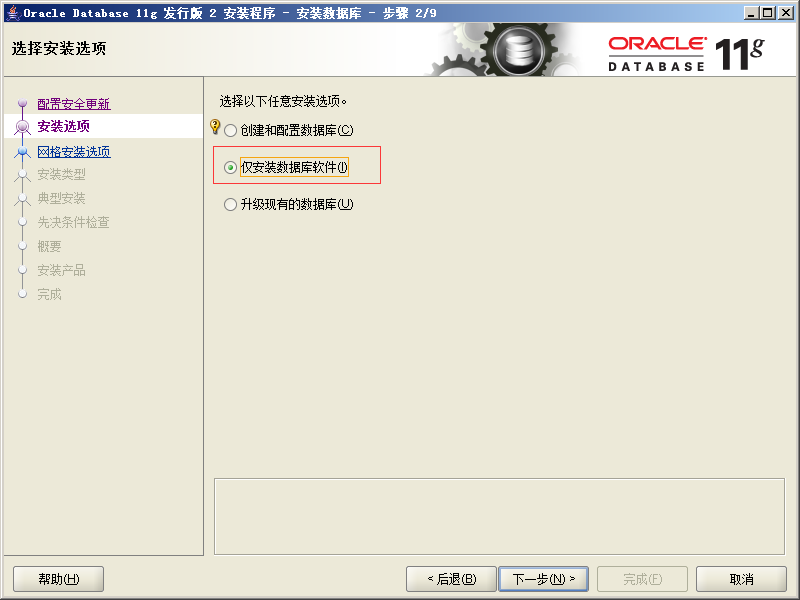 Oracle Database 11g 发行版 2 安装程序 - 安装数据库 - 步骤 2/9
选择安装选项
ORACLE
DATABASE
11g
配置安全更新
安装选项
网格安装选项
安装类型
典型安装
先决条件检查
概要
安装产品
完成
选择以下任意安装选项。
创建和配置数据库(C)
仅安装数据库软件(I)
升级现有的数据库(U)
帮助(H)
< 后退(B)
下一步(N) >
完成(F)
取消